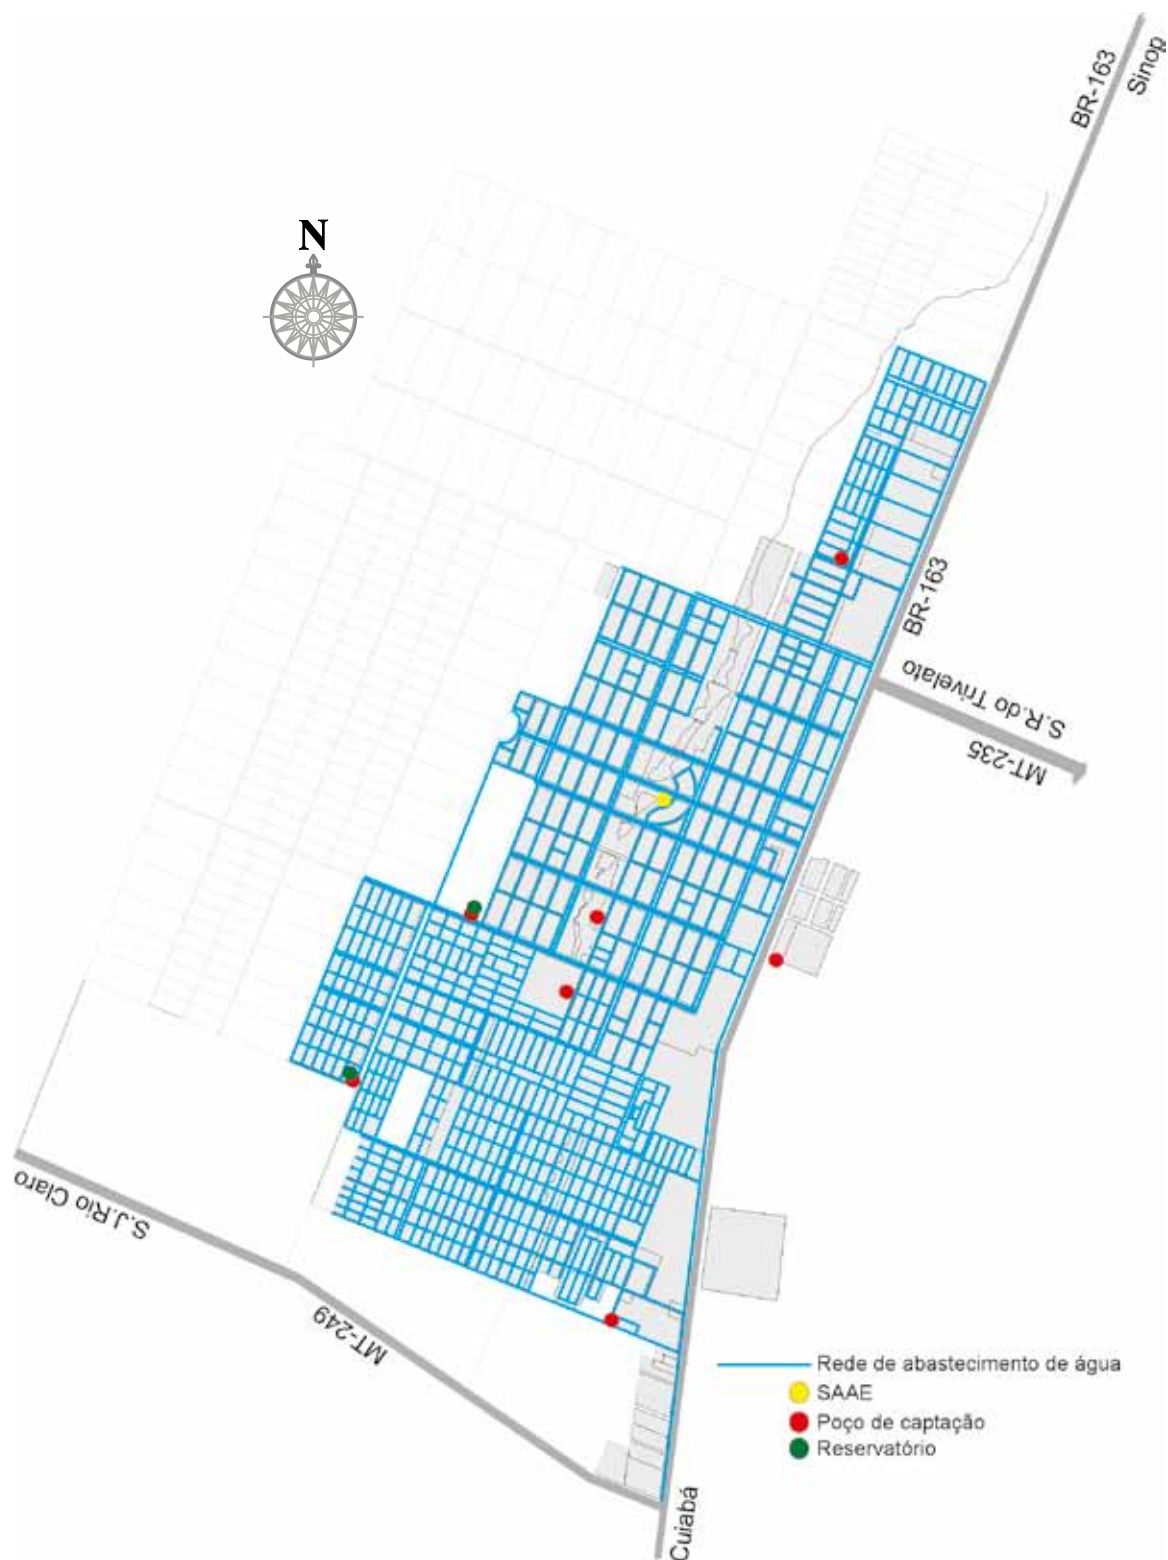 BR-163
Sinop
N
BR-163
S.R.do Trivelato
MT-235
S.J.Rio Claro
MT-249
Rede de abastecimento de água
SAAE
Poço de captação
Reservatório
Cuiabá